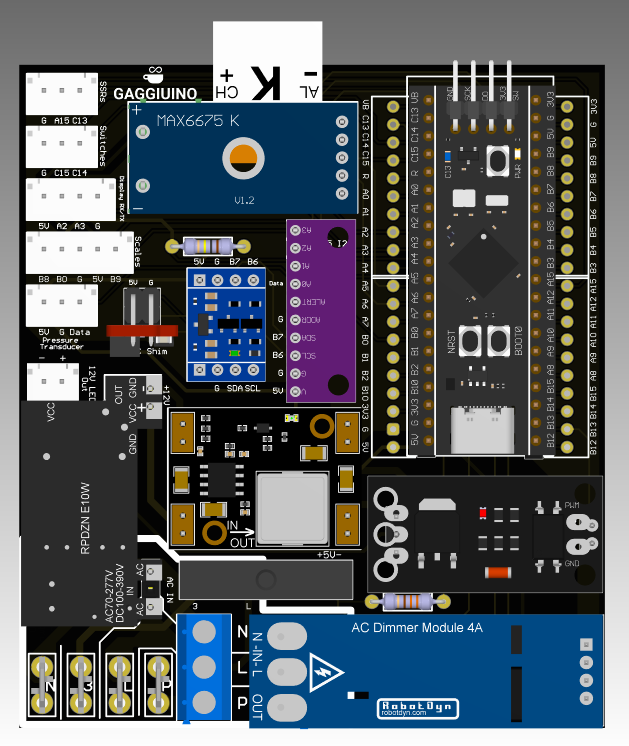 SSRs
G A15 C13
Switches
G C15 C14
Display RX/TX
5V A2 A3 G
Scales
B8 B0 G 5V B9
5V G Data
Pressure
Transducer
- +
12V LED
Out
GAGGIUINO
CH
+
K
-
AL
+
MAX6675 K
V1.2
-
5V G B7 B6
Data
G SDA SCL
5V G
Shim
A3
A2
A1
A0
ALERT
ADDR
SDA
SCL
G
V
G
B7
B6
G
5V
VB
C13
C14
C15
R
A0
A1
A2
A3
A4
A5
A6
A7
B0
B1
B2
B10
3V3
G
5V
VB
C13
C14
C15
R
A0
A1
A2
A3
A4
A5
A6
A7
B0
B1
B2
B10
3V3
G
5V
GND
SCK
DIO
3V3
SW
C13
PWR
NRST
BOOT0
3V3
G
5V
B9
B8
B7
B6
B5
B4
B3
A15
A12
A11
A10
A9
A8
B15
B14
B13
B12
3V3
G
5V
B9
B8
B7
B6
B5
B4
B3
A15
A12
A11
A10
A9
A8
B15
B14
B13
B12
VCC
OUT
GND
VCC
- +
+12V
GND
RPDZN E10W
AC70-277V
DC100-390V
IN
AC
AC
AC IN
IN
OUT
+5V-
PWM
GND
3
L
N
L
P
N-IN-L
OUT
AC Dimmer Module 4A
RobotDyn
robotdyn.com
N
3
L
P